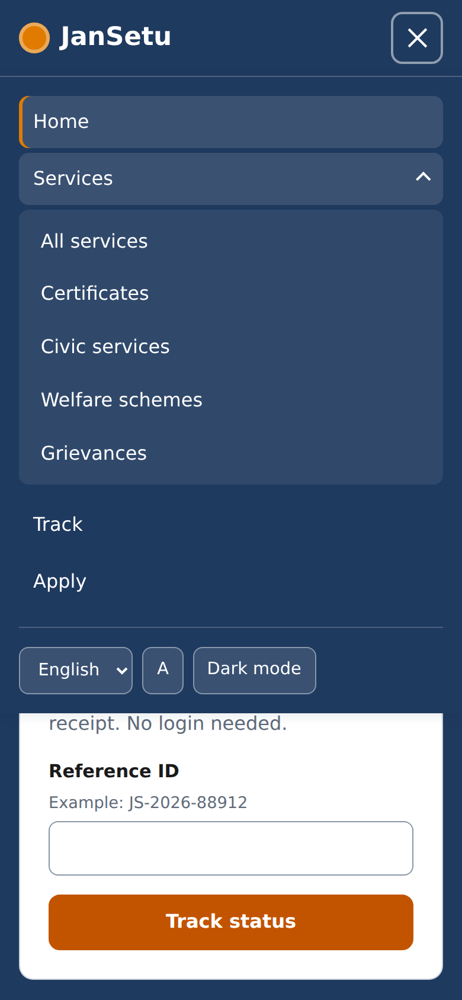 JanSetu
Home
Services
All services
Certificates
Civic services
Welfare schemes
Grievances
Track
Apply
English
A
Dark mode
receipt. No login needed.
Reference ID
Example: JS-2026-88912
Track status